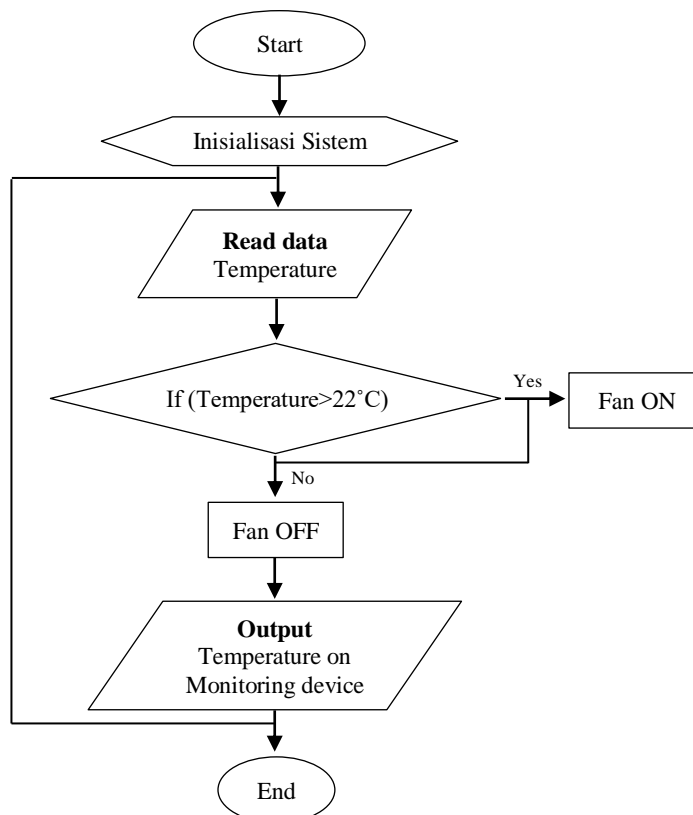 Start
Inisialisasi Sistem
Read data
Temperature
If (Temperature>22˚C)
Yes
Fan ON
No
Fan OFF
Output
Temperature on
Monitoring device
End